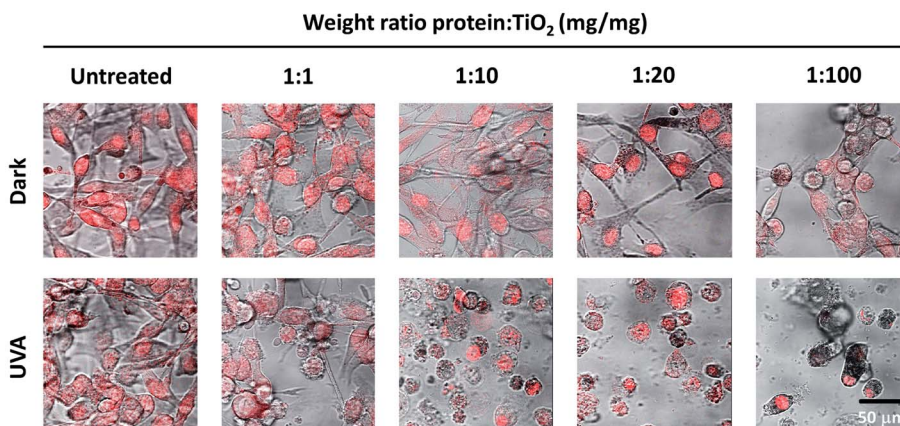 Weight ratio protein:TiO₂ (mg/mg)
Untreated 1:1 1:10 1:20 1:100
Dark
UVA
50 μm